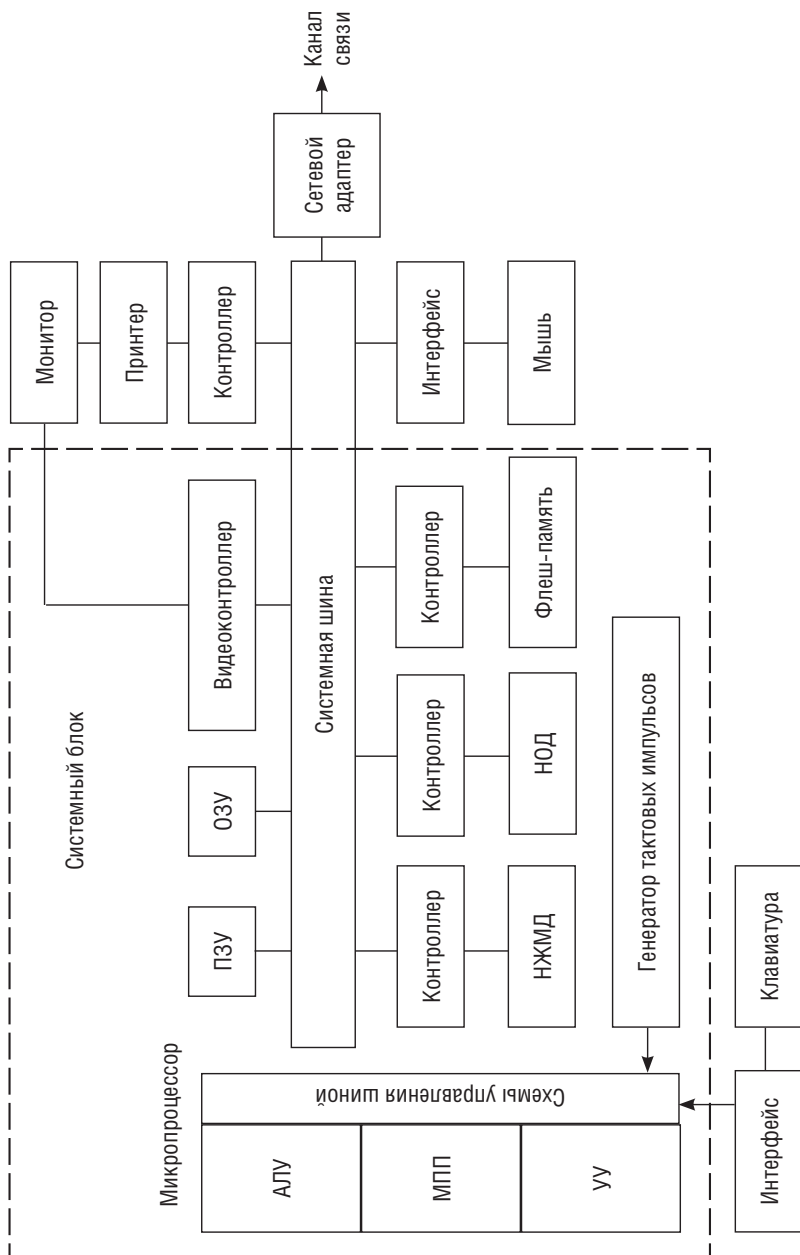 Канал
связи
Сетевой
адаптер
Монитор
Принтер
Контроллер
Интерфейс
Мышь
Системный блок
Видеоконтроллер
ОЗУ
ПЗУ
Системная шина
Контроллер
Контроллер
Контроллер
НЖМД
НОД
Флеш-память
Генератор тактовых импульсов
Микропроцессор
АЛУ
МПП
УУ
Схемы управления шиной
Интерфейс
Клавиатура